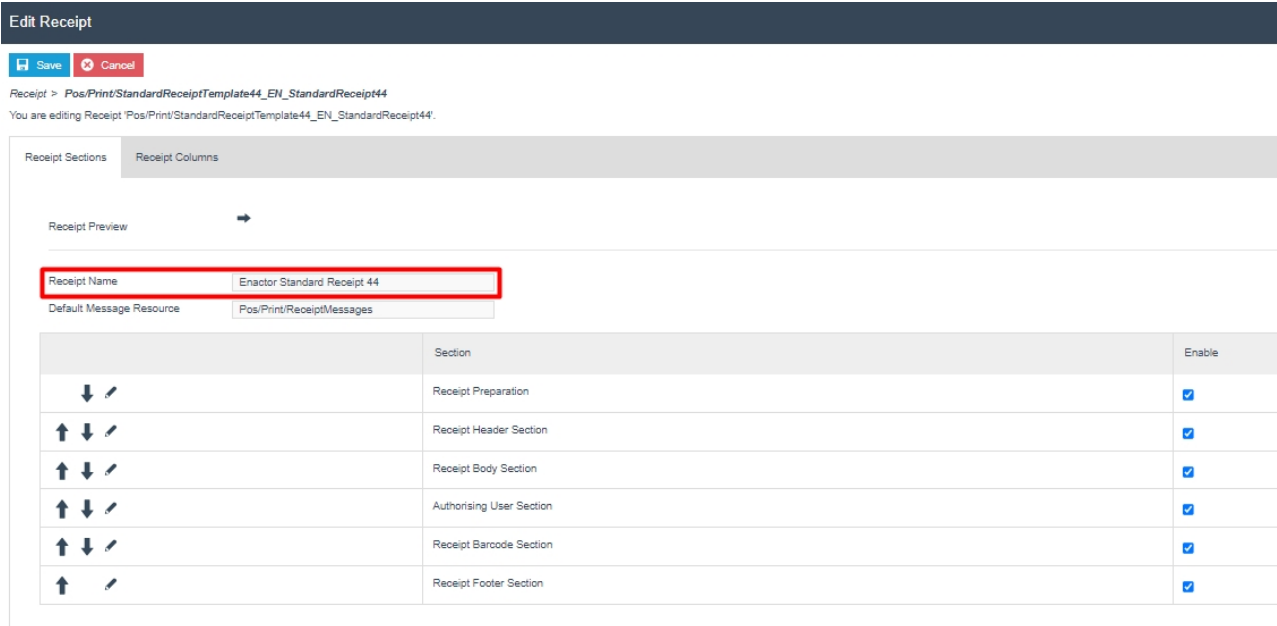 Edit Receipt
Save Cancel
Receipt > Pos/Print/StandardReceiptTemplate44_EN_StandardReceipt44
You are editing Receipt 'Pos/Print/StandardReceiptTemplate44_EN_StandardReceipt44'.
Receipt Sections Receipt Columns
Receipt Preview
Receipt Name Enactor Standard Receipt 44
Default Message Resource Pos/Print/ReceiptMessages
Section Enable
Receipt Preparation
Receipt Header Section
Receipt Body Section
Authorising User Section
Receipt Barcode Section
Receipt Footer Section